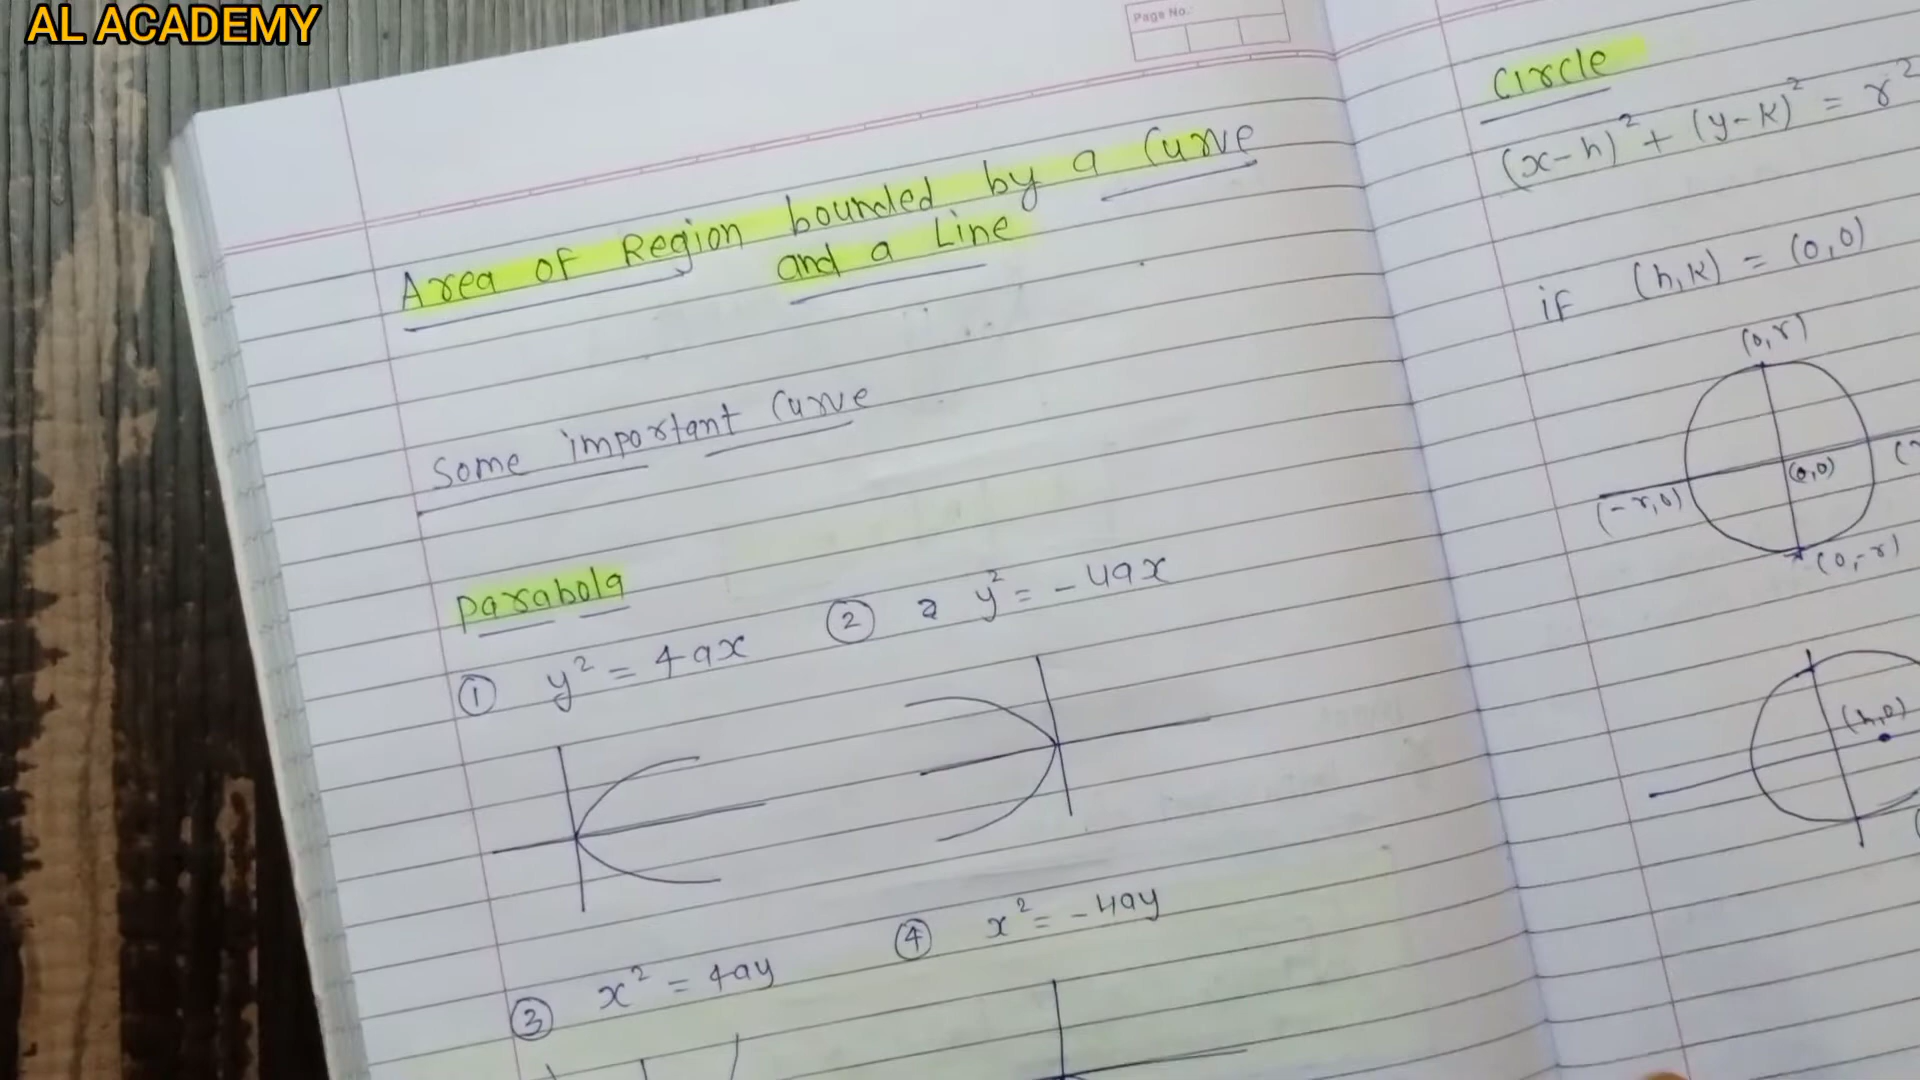 AL ACADEMY
Page No.
Area of Region bounded by a Curve
and a Line
Some important Curve
Parabola
① y² = 4ax ② y² = -4ax
③ x² = 4ay ④ x² = -4ay
Circle
(x-h)² + (y-k)² = r²
if (h,k) = (0,0)
(0,r)
(0,0)
(-r,0)
(0,-r)
(h,0)